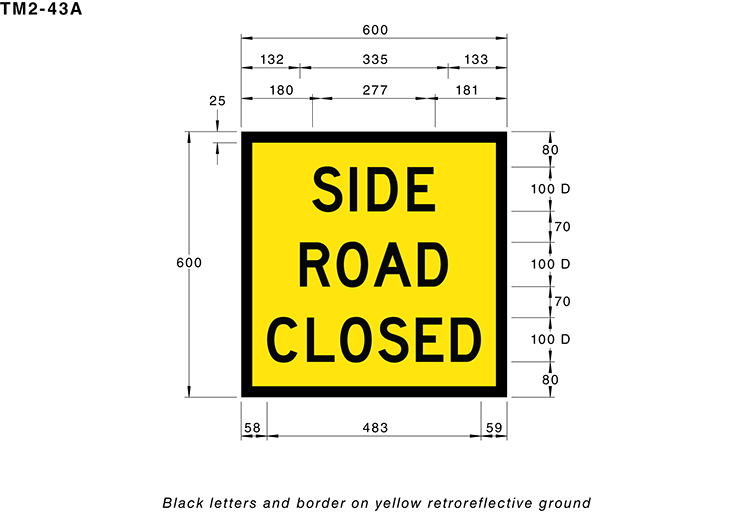 TM2-43A
600
132 335 133
180 277 181
25
80
SIDE
100 D
70
600
ROAD
100 D
70
CLOSED
100 D
80
58 483 59
Black letters and border on yellow retroreflective ground